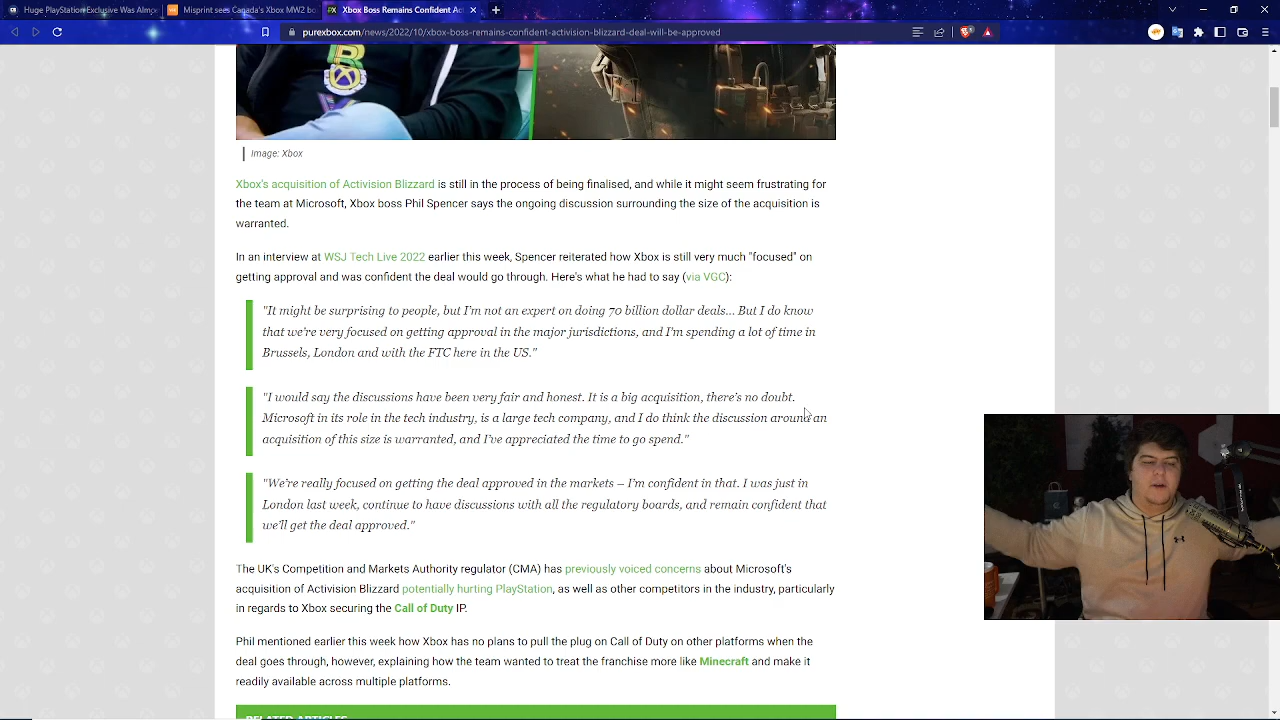 Huge PlayStation Exclusive Was Almo
Misprint sees Canada's Xbox MW2 bo
Xbox Boss Remains Confident Ac
purexbox.com/news/2022/10/xbox-boss-remains-confident-activision-blizzard-deal-will-be-approved
Image: Xbox
Xbox's acquisition of Activision Blizzard is still in the process of being finalised, and while it might seem frustrating for
the team at Microsoft, Xbox boss Phil Spencer says the ongoing discussion surrounding the size of the acquisition is
warranted.
In an interview at WSJ Tech Live 2022 earlier this week, Spencer reiterated how Xbox is still very much "focused" on
getting approval and was confident the deal would go through. Here's what he had to say (via VGC):
"It might be surprising to people, but I'm not an expert on doing 70 billion dollar deals... But I do know
that we're very focused on getting approval in the major jurisdictions, and I'm spending a lot of time in
Brussels, London and with the FTC here in the US."
"I would say the discussions have been very fair and honest. It is a big acquisition, there's no doubt.
Microsoft in its role in the tech industry, is a large tech company, and I do think the discussion around an
acquisition of this size is warranted, and I've appreciated the time to go spend."
"We're really focused on getting the deal approved in the markets – I'm confident in that. I was just in
London last week, continue to have discussions with all the regulatory boards, and remain confident that
we'll get the deal approved."
The UK's Competition and Markets Authority regulator (CMA) has previously voiced concerns about Microsoft's
acquisition of Activision Blizzard potentially hurting PlayStation, as well as other competitors in the industry, particularly
in regards to Xbox securing the Call of Duty IP.
Phil mentioned earlier this week how Xbox has no plans to pull the plug on Call of Duty on other platforms when the
deal goes through, however, explaining how the team wanted to treat the franchise more like Minecraft and make it
readily available across multiple platforms.
RELATED ARTICLES